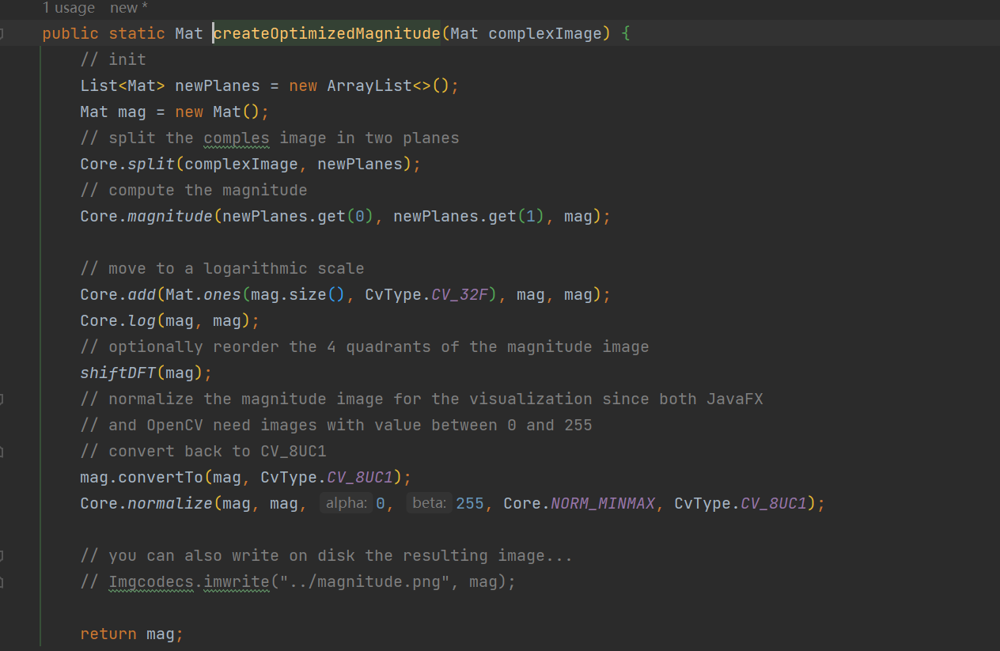 1 usage new *
public static Mat createOptimizedMagnitude(Mat complexImage) {
// init
List<Mat> newPlanes = new ArrayList<>();
Mat mag = new Mat();
// split the comples image in two planes
Core.split(complexImage, newPlanes);
// compute the magnitude
Core.magnitude(newPlanes.get(0), newPlanes.get(1), mag);
// move to a logarithmic scale
Core.add(Mat.ones(mag.size(), CvType.CV_32F), mag, mag);
Core.log(mag, mag);
// optionally reorder the 4 quadrants of the magnitude image
shiftDFT(mag);
// normalize the magnitude image for the visualization since both JavaFX
// and OpenCV need images with value between 0 and 255
// convert back to CV_8UC1
mag.convertTo(mag, CvType.CV_8UC1);
Core.normalize(mag, mag, alpha: 0, beta: 255, Core.NORM_MINMAX, CvType.CV_8UC1);
// you can also write on disk the resulting image...
// Imgcodecs.imwrite("../magnitude.png", mag);
return mag;